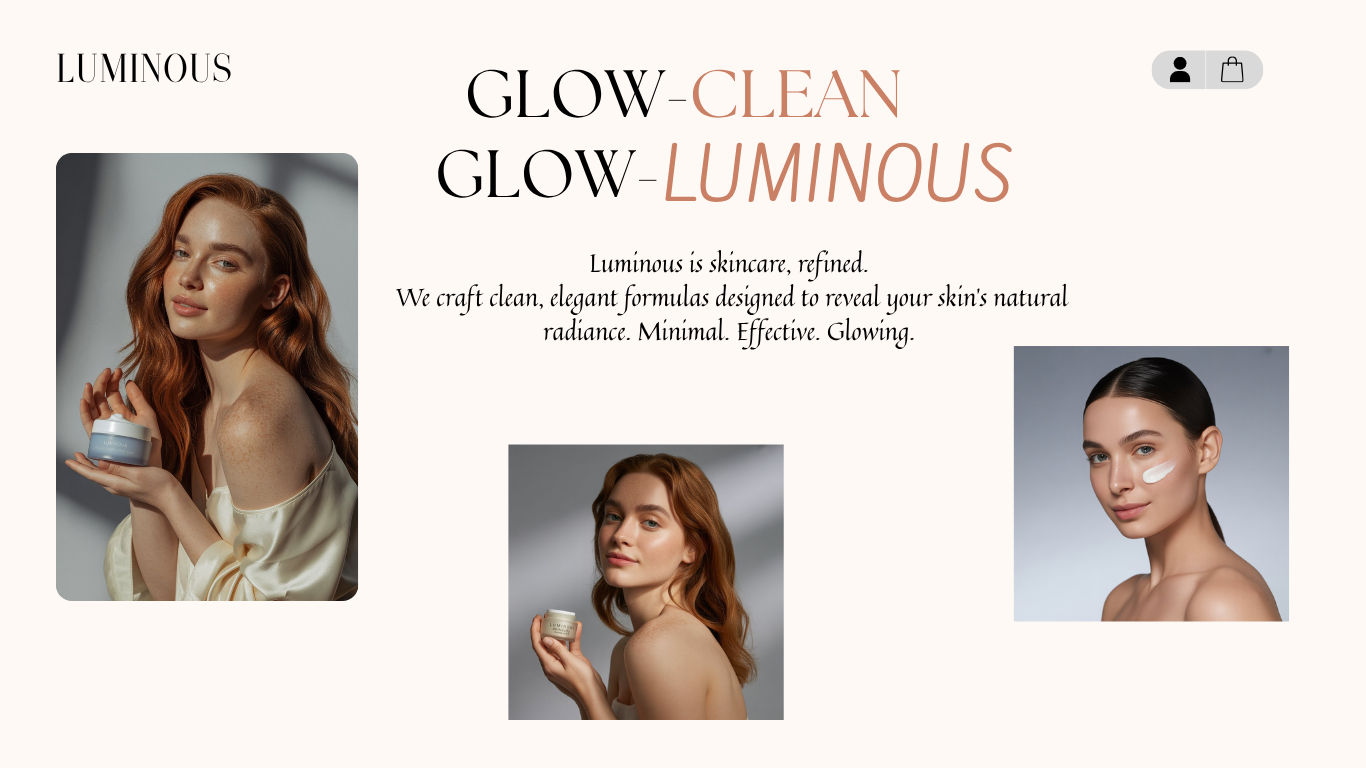 LUMINOUS
GLOW-CLEAN
GLOW-LUMINOUS
Luminous is skincare, refined.
We craft clean, elegant formulas designed to reveal your skin's natural
radiance. Minimal. Effective. Glowing.